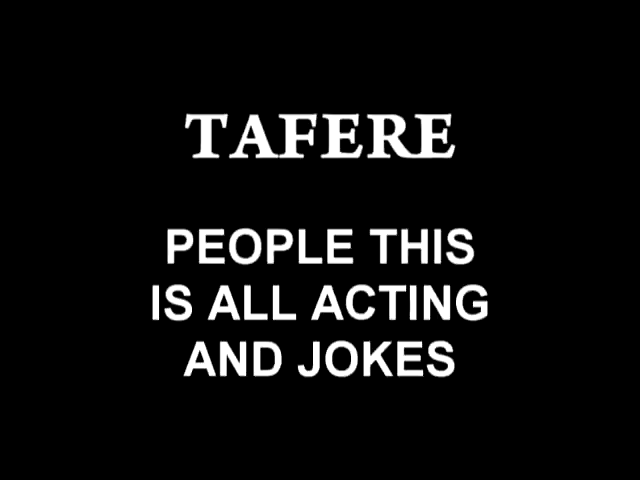 TAFERE
PEOPLE THIS
IS ALL ACTING
AND JOKES